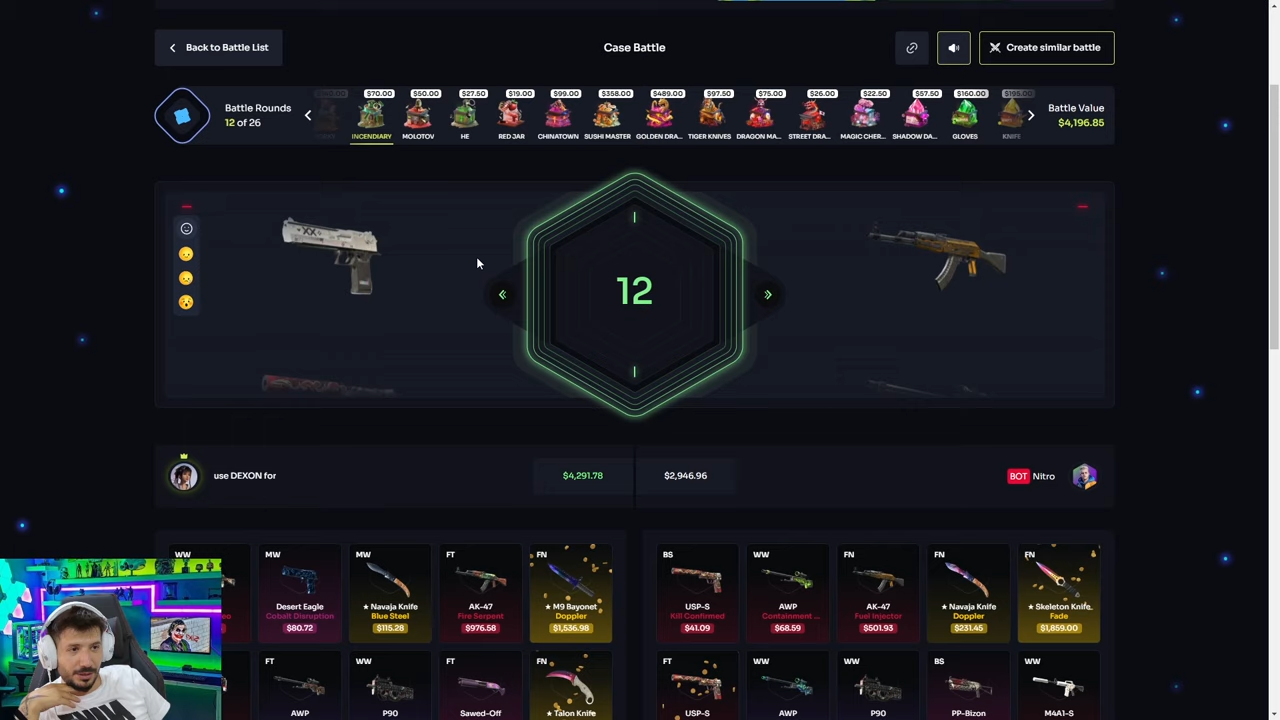 Back to Battle List
Case Battle
Create similar battle
Battle Rounds
12 of 26
$70.00
$50.00
$27.50
$19.00
$99.00
$358.00
$489.00
$97.50
$75.00
$26.00
$22.50
$57.50
$160.00
$195.00
INCENDIARY
MOLOTOV
HE
RED JAR
CHINATOWN
SUSHI MASTER
GOLDEN DRA...
TIGER KNIVES
DRAGON MA...
STREET DRA...
MAGIC CHER...
SHADOW DA...
GLOVES
KNIFE
Battle Value
$4,196.85
12
use DEXON for
$4,291.78
$2,946.96
BOT Nitro
WW
MW
Desert Eagle
Cobalt Disruption
$80.72
MW
★ Navaja Knife
Blue Steel
$115.28
FT
AK-47
Fire Serpent
$976.58
FN
★ M9 Bayonet
Doppler
$1,536.98
BS
USP-S
Kill Confirmed
$41.09
WW
AWP
Containment ...
$68.59
FN
AK-47
Fuel Injector
$501.93
FN
★ Navaja Knife
Doppler
$231.45
FN
★ Skeleton Knife
Fade
$1,859.00
FT
AWP
WW
P90
FT
Sawed-Off
FN
★ Talon Knife
FT
USP-S
WW
AWP
WW
P90
BS
PP-Bizon
WW
M4A1-S